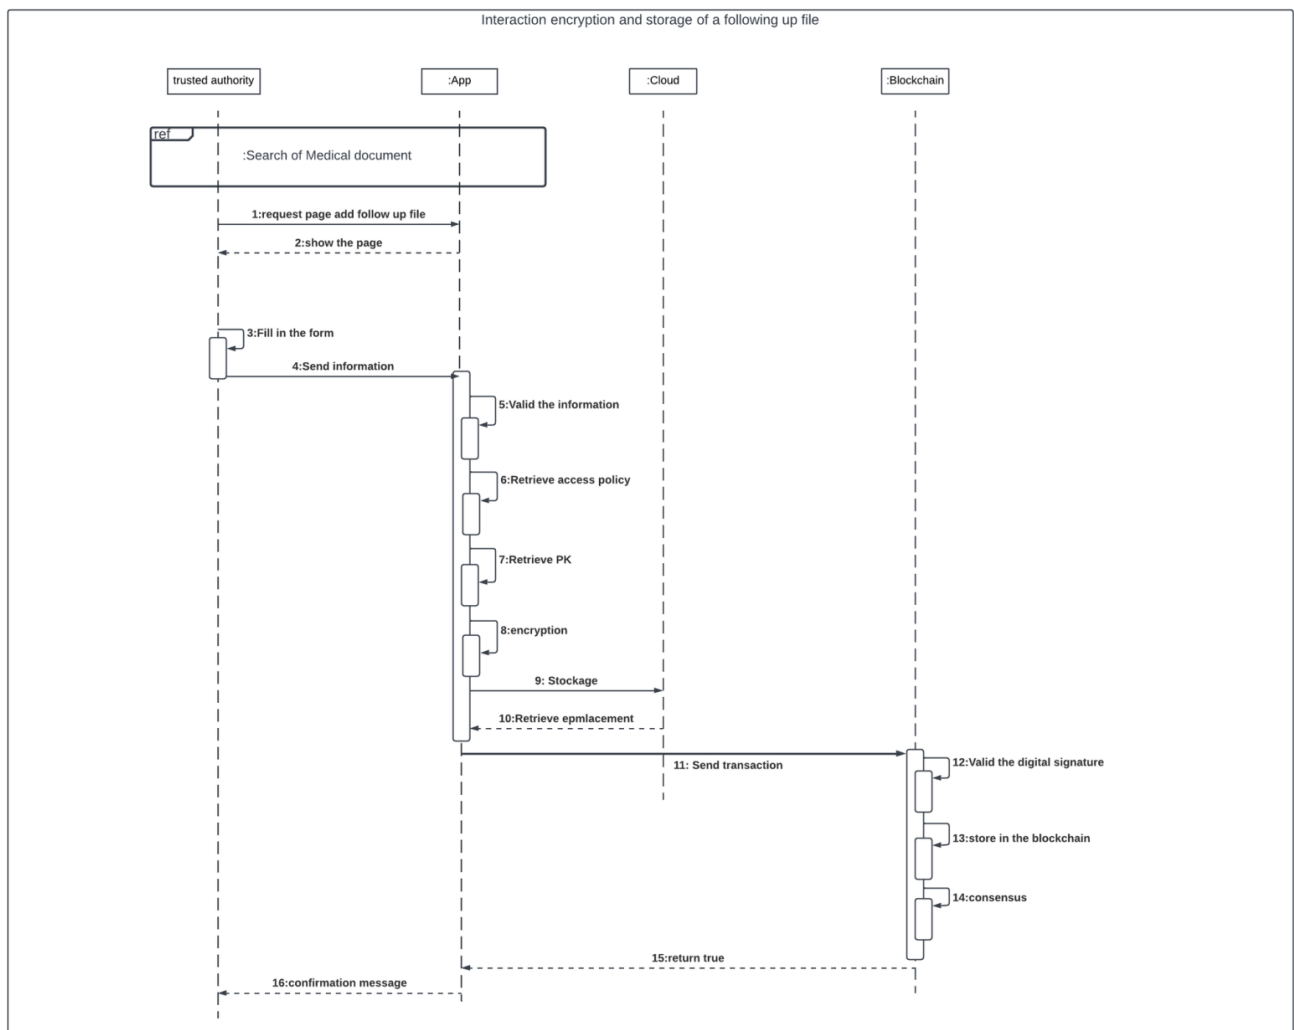 Interaction encryption and storage of a following up file
trusted authority
:App
:Cloud
:Blockchain
ref
:Search of Medical document
1:request page add follow up file
2:show the page
3:Fill in the form
4:Send information
5:Valid the information
6:Retrieve access policy
7:Retrieve PK
8:encryption
9: Stockage
10:Retrieve epmlacement
11: Send transaction
12:Valid the digital signature
13:store in the blockchain
14:consensus
15:return true
16:confirmation message